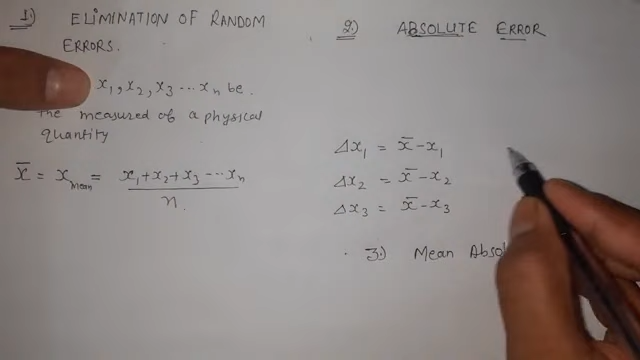 1.) ELIMINATION OF RANDOM
ERRORS.
x₁, x₂, x₃ ... xₙ be.
The measured of a physical
quantity
x̄ = x_Mean = (x₁+x₂+x₃ ... xₙ)/n.
2.) ABSOLUTE ERROR
Δx₁ = x̄ - x₁
Δx₂ = x̄ - x₂
Δx₃ = x̄ - x₃
3.) Mean